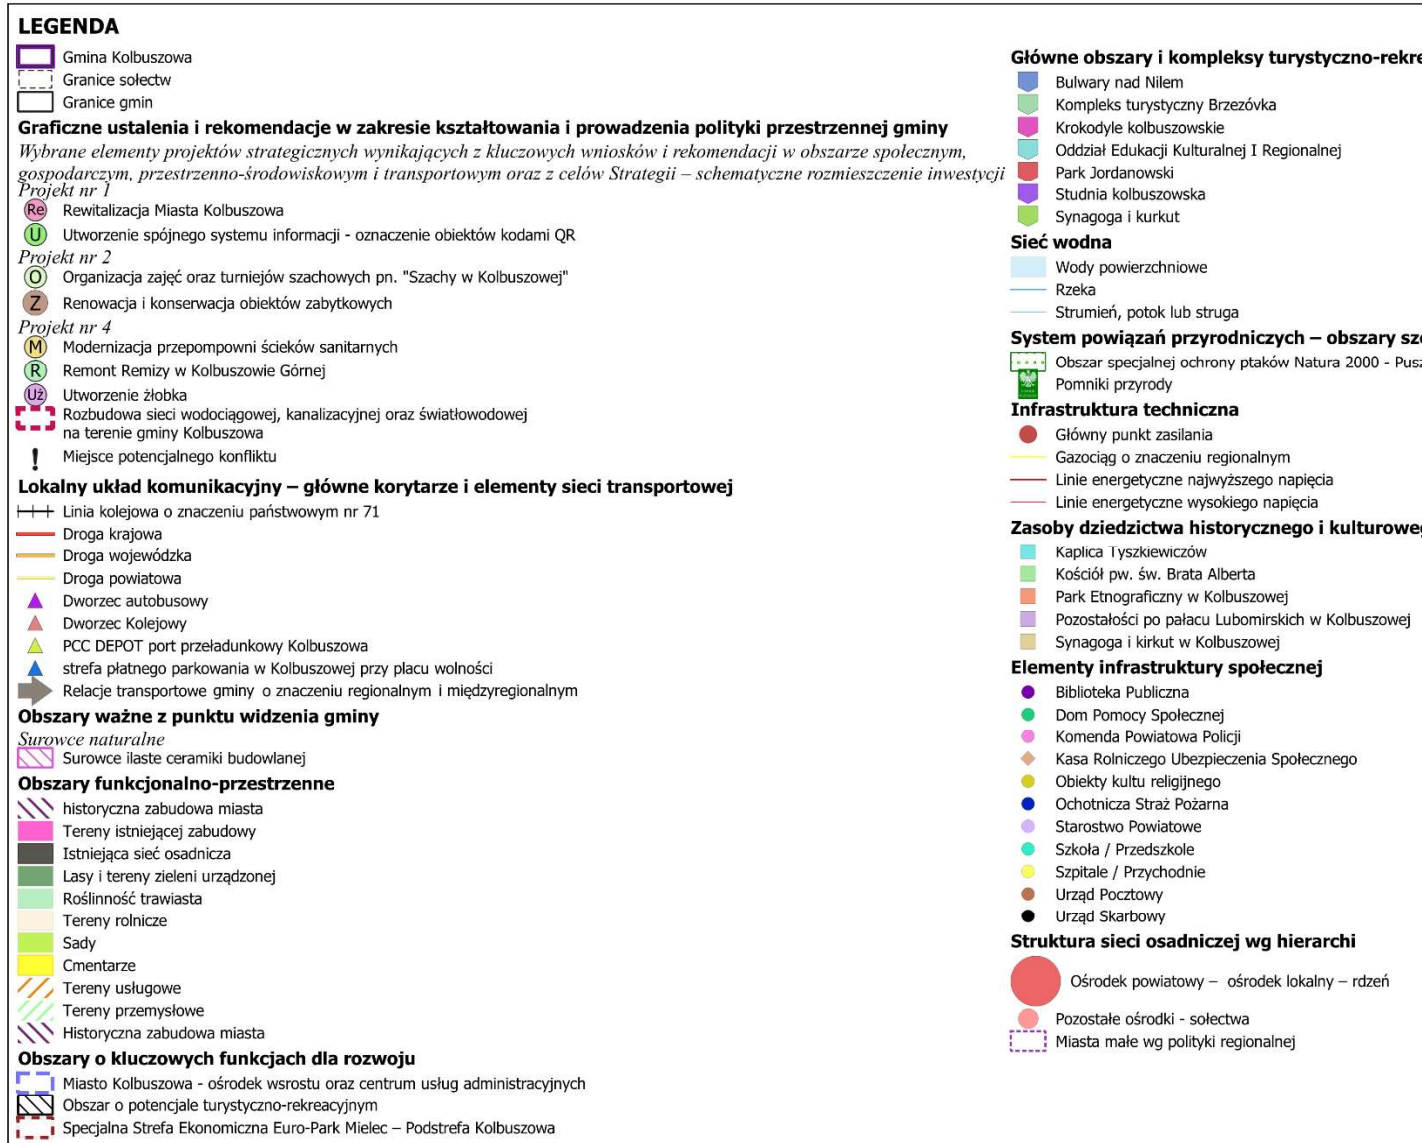 LEGENDA
Gmina Kolbuszowa
Granice sołectw
Granice gmin
Graficzne ustalenia i rekomendacje w zakresie kształtowania i prowadzenia polityki przestrzennej gminy
Wybrane elementy projektów strategicznych wynikających z kluczowych wniosków i rekomendacji w obszarze społecznym,
gospodarczym, przestrzenno-środowiskowym i transportowym oraz z celów Strategii – schematyczne rozmieszczenie inwestycji
Projekt nr 1
Re Rewitalizacja Miasta Kolbuszowa
U Utworzenie spójnego systemu informacji - oznaczenie obiektów kodami QR
Projekt nr 2
O Organizacja zajęć oraz turniejów szachowych pn. "Szachy w Kolbuszowej"
Z Renowacja i konserwacja obiektów zabytkowych
Projekt nr 4
M Modernizacja przepompowni ścieków sanitarnych
R Remont Remizy w Kolbuszowie Górnej
Uż Utworzenie żłobka
Rozbudowa sieci wodociągowej, kanalizacyjnej oraz światłowodowej
na terenie gminy Kolbuszowa
! Miejsce potencjalnego konfliktu
Lokalny układ komunikacyjny – główne korytarze i elementy sieci transportowej
Linia kolejowa o znaczeniu państwowym nr 71
Droga krajowa
Droga wojewódzka
Droga powiatowa
Dworzec autobusowy
Dworzec Kolejowy
PCC DEPOT port przeładunkowy Kolbuszowa
strefa płatnego parkowania w Kolbuszowej przy placu wolności
Relacje transportowe gminy o znaczeniu regionalnym i międzyregionalnym
Obszary ważne z punktu widzenia gminy
Surowce naturalne
Surowce ilaste ceramiki budowlanej
Obszary funkcjonalno-przestrzenne
historyczna zabudowa miasta
Tereny istniejącej zabudowy
Istniejąca sieć osadnicza
Lasy i tereny zieleni urządzonej
Roślinność trawiasta
Tereny rolnicze
Sady
Cmentarze
Tereny usługowe
Tereny przemysłowe
Historyczna zabudowa miasta
Obszary o kluczowych funkcjach dla rozwoju
Miasto Kolbuszowa - ośrodek wsrostu oraz centrum usług administracyjnych
Obszar o potencjale turystyczno-rekreacyjnym
Specjalna Strefa Ekonomiczna Euro-Park Mielec – Podstrefa Kolbuszowa
Główne obszary i kompleksy turystyczno-rekre
Bulwary nad Nilem
Kompleks turystyczny Brzezówka
Krokodyle kolbuszowskie
Oddział Edukacji Kulturalnej I Regionalnej
Park Jordanowski
Studnia kolbuszowska
Synagoga i kurkut
Sieć wodna
Wody powierzchniowe
Rzeka
Strumień, potok lub struga
System powiązań przyrodniczych – obszary szc
Obszar specjalnej ochrony ptaków Natura 2000 - Pusz
Pomniki przyrody
Infrastruktura techniczna
Główny punkt zasilania
Gazociąg o znaczeniu regionalnym
Linie energetyczne najwyższego napięcia
Linie energetyczne wysokiego napięcia
Zasoby dziedzictwa historycznego i kulturoweg
Kaplica Tyszkiewiczów
Kościół pw. św. Brata Alberta
Park Etnograficzny w Kolbuszowej
Pozostałości po pałacu Lubomirskich w Kolbuszowej
Synagoga i kirkut w Kolbuszowej
Elementy infrastruktury społecznej
Biblioteka Publiczna
Dom Pomocy Społecznej
Komenda Powiatowa Policji
Kasa Rolniczego Ubezpieczenia Społecznego
Obiekty kultu religijnego
Ochotnicza Straż Pożarna
Starostwo Powiatowe
Szkoła / Przedszkole
Szpitale / Przychodnie
Urząd Pocztowy
Urząd Skarbowy
Struktura sieci osadniczej wg hierarchi
Ośrodek powiatowy – ośrodek lokalny – rdzeń
Pozostałe ośrodki - sołectwa
Miasta małe wg polityki regionalnej